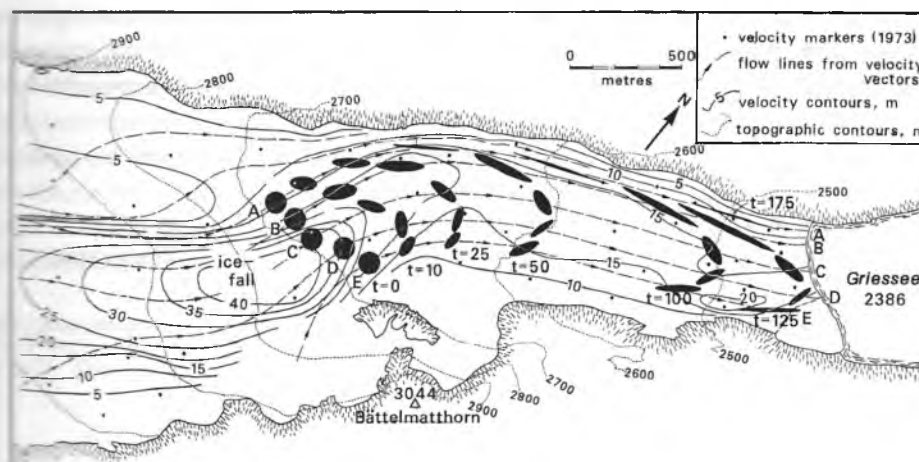 2900
2800
2700
0 500
metres
N
velocity markers (1973)
flow lines from velocity
vectors
5
velocity contours, m
topographic contours, m
2600
2500
5
5
10
5
15
t=175
A
B
C
D
E
ice
fall
40
35
30
25
20
15
10
5
A
B
C
D
E
t=0
t=10
t=25
t=50
15
10
t=100
20
t=125
Griessee
2386
3044
Bättelmatthorn
2900
2800
2700
2600
2500